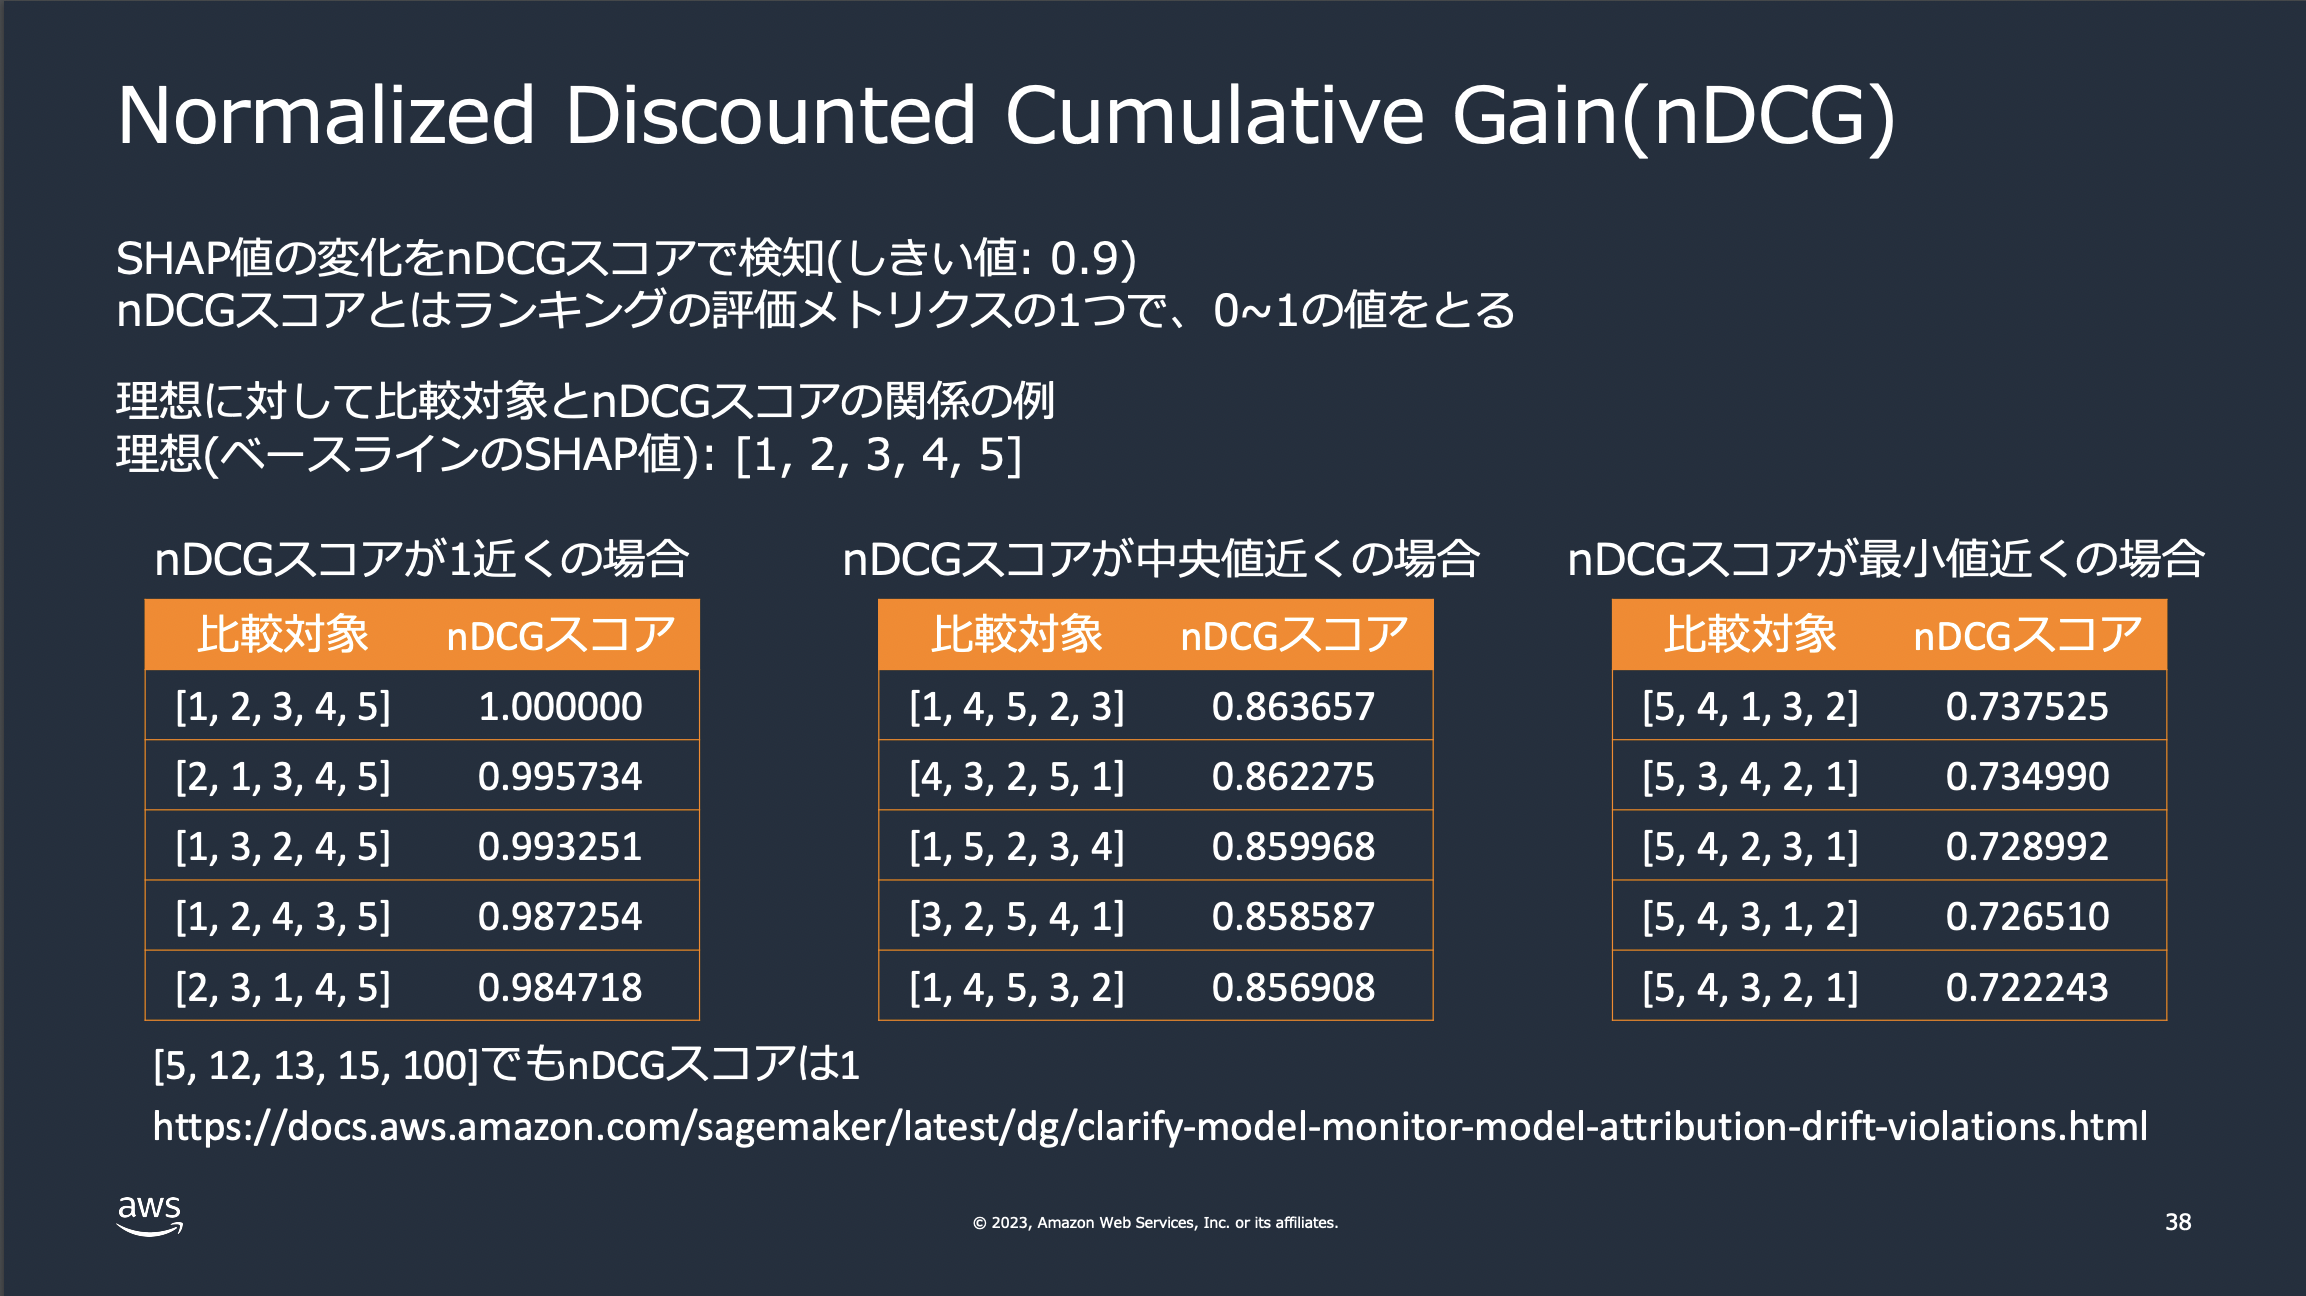 Normalized Discounted Cumulative Gain(nDCG)
SHAP値の変化をnDCGスコアで検知(しきい値: 0.9)
nDCGスコアとはランキングの評価メトリクスの1つで、0~1の値をとる
理想に対して比較対象とnDCGスコアの関係の例
理想(ベースラインのSHAP値): [1, 2, 3, 4, 5]
nDCGスコアが1近くの場合
比較対象 nDCGスコア
[1, 2, 3, 4, 5] 1.000000
[2, 1, 3, 4, 5] 0.995734
[1, 3, 2, 4, 5] 0.993251
[1, 2, 4, 3, 5] 0.987254
[2, 3, 1, 4, 5] 0.984718
nDCGスコアが中央値近くの場合
比較対象 nDCGスコア
[1, 4, 5, 2, 3] 0.863657
[4, 3, 2, 5, 1] 0.862275
[1, 5, 2, 3, 4] 0.859968
[3, 2, 5, 4, 1] 0.858587
[1, 4, 5, 3, 2] 0.856908
nDCGスコアが最小値近くの場合
比較対象 nDCGスコア
[5, 4, 1, 3, 2] 0.737525
[5, 3, 4, 2, 1] 0.734990
[5, 4, 2, 3, 1] 0.728992
[5, 4, 3, 1, 2] 0.726510
[5, 4, 3, 2, 1] 0.722243
[5, 12, 13, 15, 100]でもnDCGスコアは1
https://docs.aws.amazon.com/sagemaker/latest/dg/clarify-model-monitor-model-attribution-drift-violations.html
aws
© 2023, Amazon Web Services, Inc. or its affiliates.
38